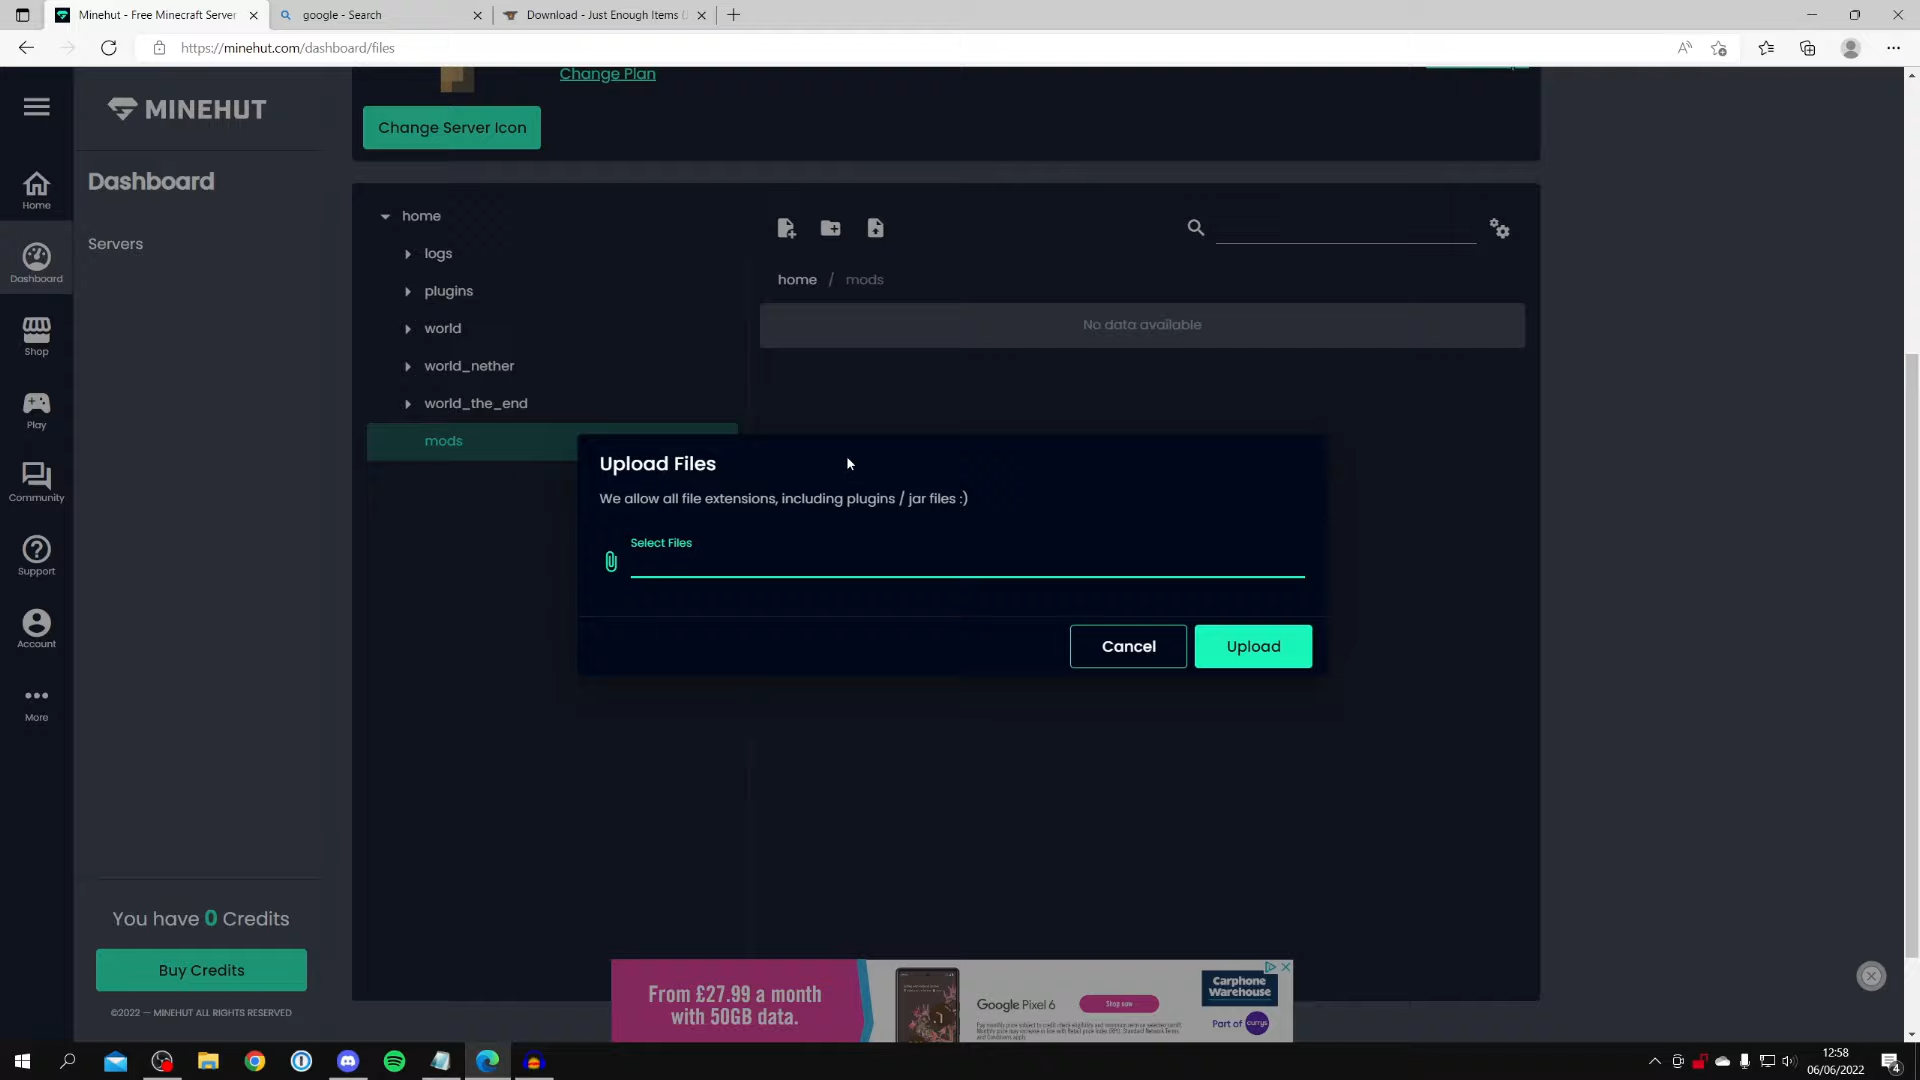 Minehut - Free Minecraft Server
google - Search
Download - Just Enough Items (
https://minehut.com/dashboard/files
MINEHUT
Change Plan
Change Server Icon
Home
Dashboard
Shop
Play
Community
Support
Account
More
Dashboard
Servers
home
logs
plugins
world
world_nether
world_the_end
mods
home / mods
No data available
Upload Files
We allow all file extensions, including plugins / jar files :)
Select Files
Cancel
Upload
You have 0 Credits
Buy Credits
©2022 — MINEHUT ALL RIGHTS RESERVED
From £27.99 a month
with 50GB data.
Google Pixel 6
Shop now
Carphone
Warehouse
Part of currys
12:58
06/06/2022
4